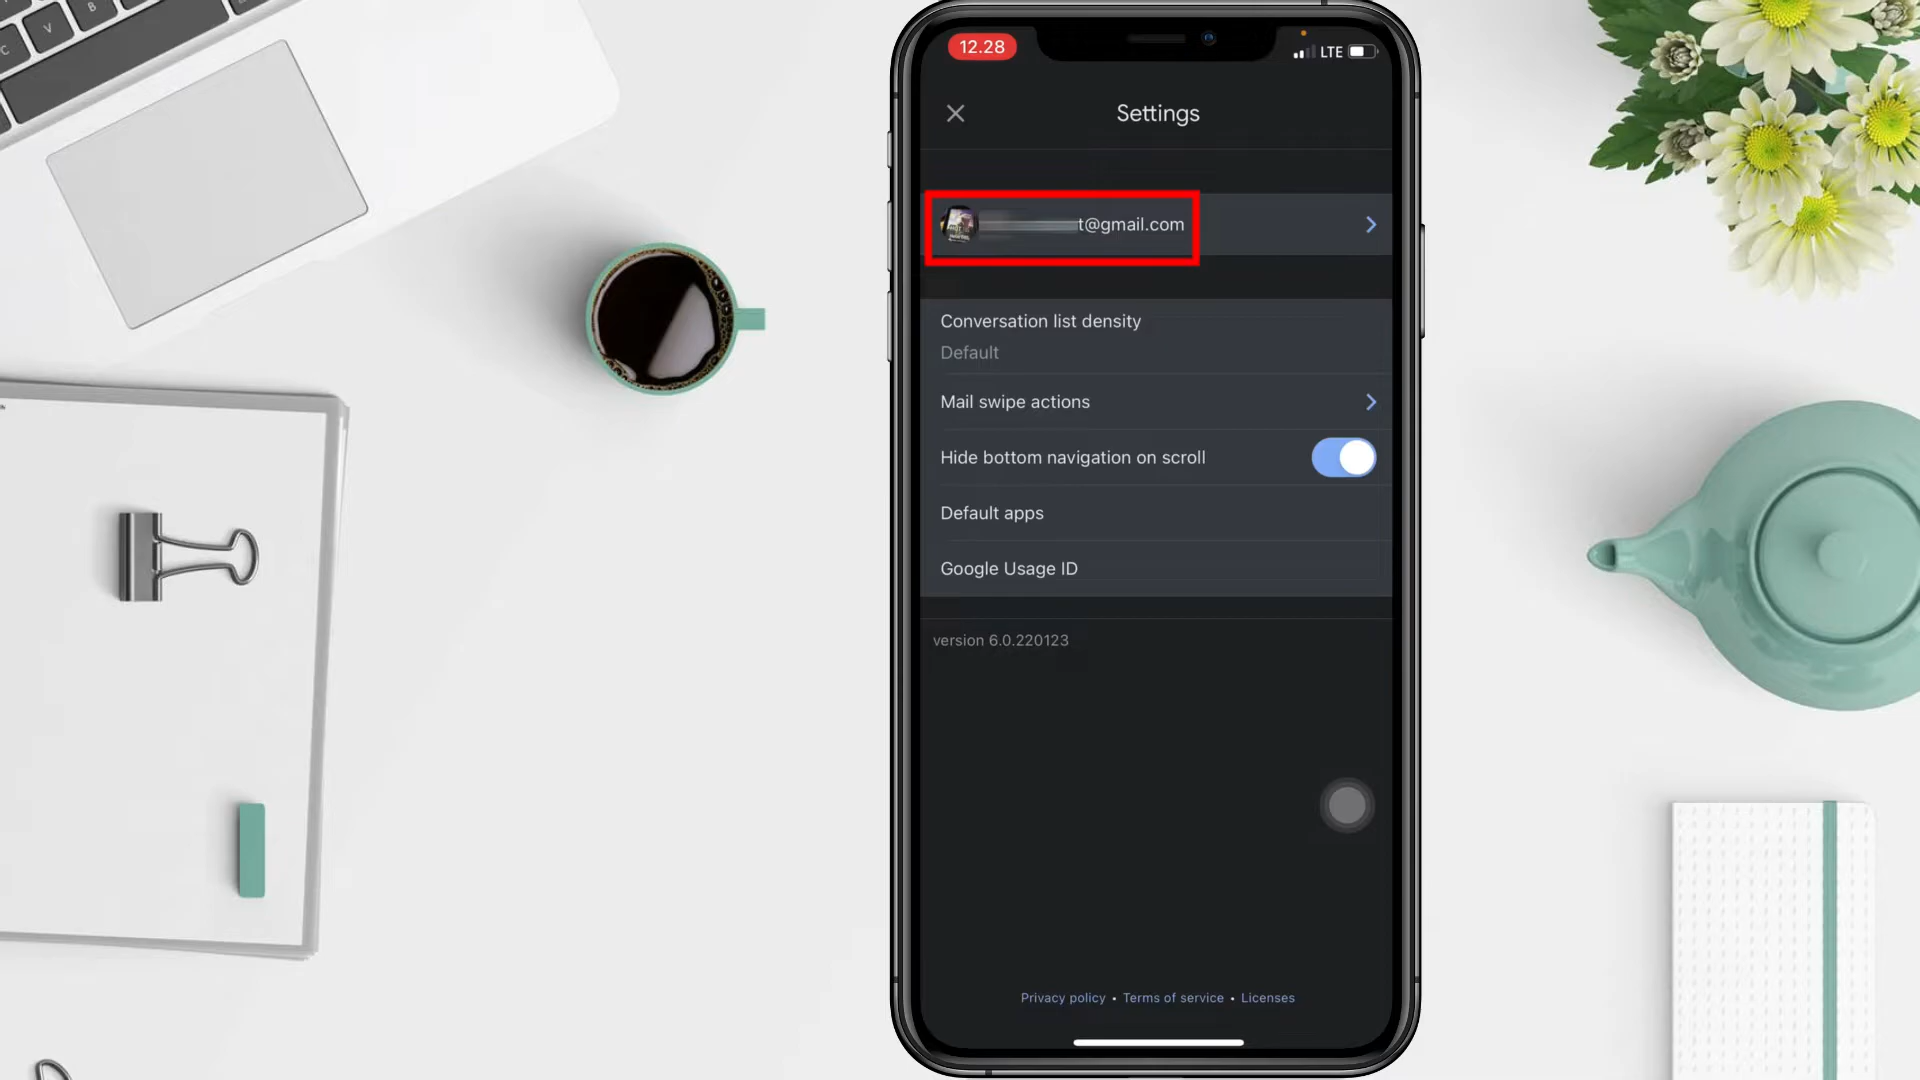 12.28
LTE
Settings
t@gmail.com
Conversation list density
Default
Mail swipe actions
Hide bottom navigation on scroll
Default apps
Google Usage ID
version 6.0.220123
Privacy policy • Terms of service • Licenses
C
V
B